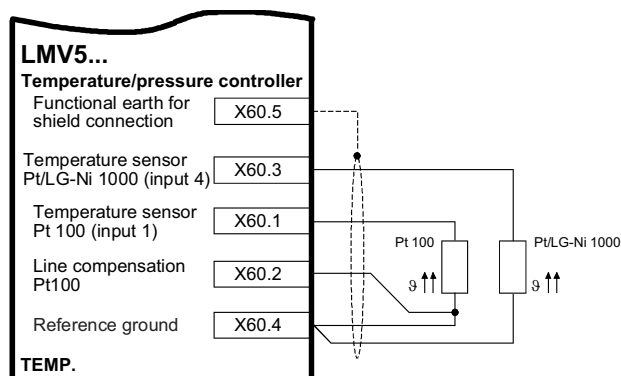 LMV5...
Temperature/pressure controller
Functional earth for
shield connection
X60.5
Temperature sensor
Pt/LG-Ni 1000 (input 4)
X60.3
Temperature sensor
Pt 100 (input 1)
X60.1
Line compensation
Pt100
X60.2
Reference ground
X60.4
TEMP.
Pt 100
ϑ
Pt/LG-Ni 1000
ϑ